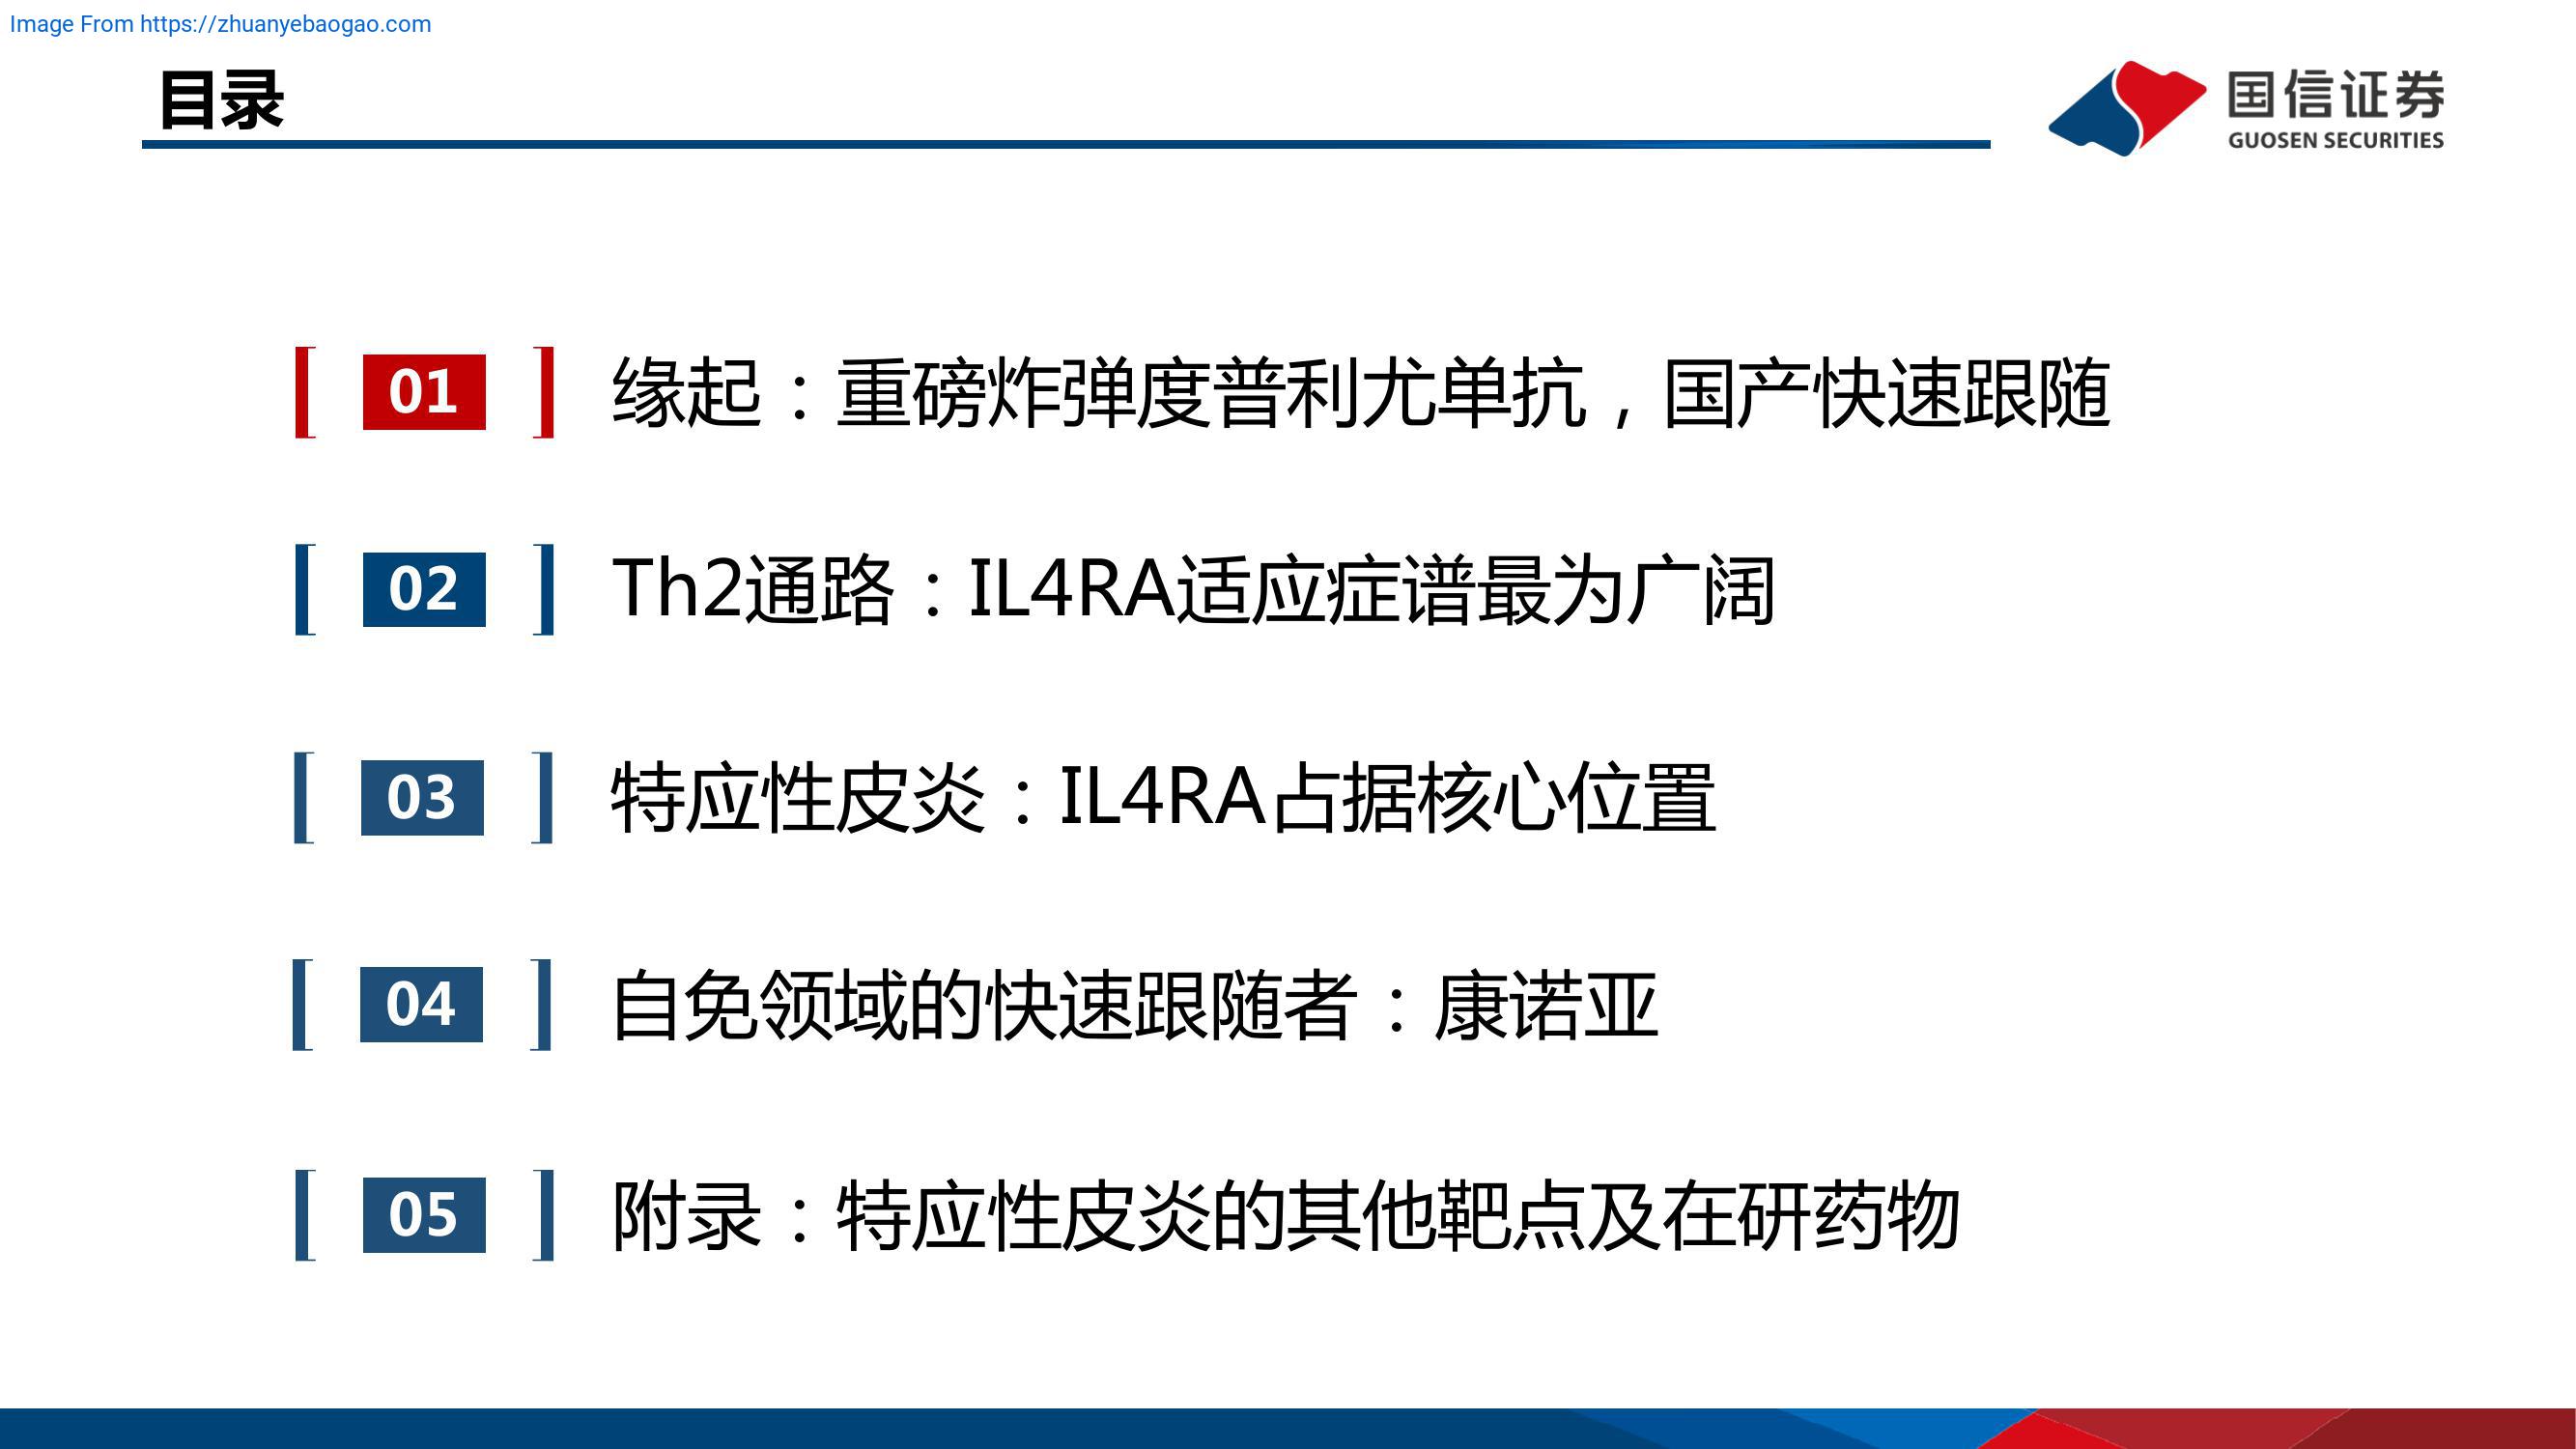 Image From https://zhuanyebaogao.com
目录
国信证券
GUOSEN SECURITIES
01 缘起：重磅炸弹度普利尤单抗，国产快速跟随
02 Th2通路：IL4RA适应症谱最为广阔
03 特应性皮炎：IL4RA占据核心位置
04 自免领域的快速跟随者：康诺亚
05 附录：特应性皮炎的其他靶点及在研药物